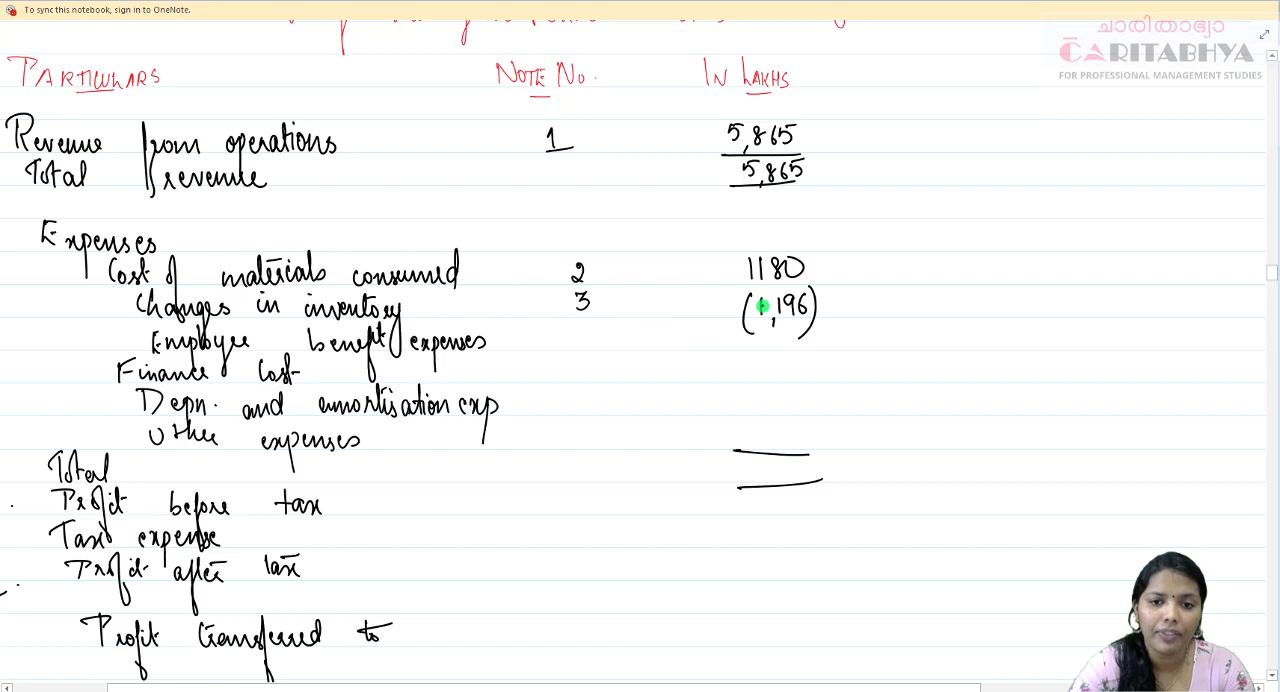 To sync this notebook, sign in to OneNote.
ചാരിതാഭ്യാ
CARITABHYA
FOR PROFESSIONAL MANAGEMENT STUDIES
PARTICULARS NOTE No. IN LAKHS
Revenue from operations 1 5,865
Total revenue 5,865
Expenses
Cost of materials consumed 2 1180
Changes in inventory 3 (1,196)
Employee benefit expenses
Finance cost
Depn. and amortisation exp
Other expenses
Total
Profit before tax
Tax expense
Profit after tax
Profit transferred to